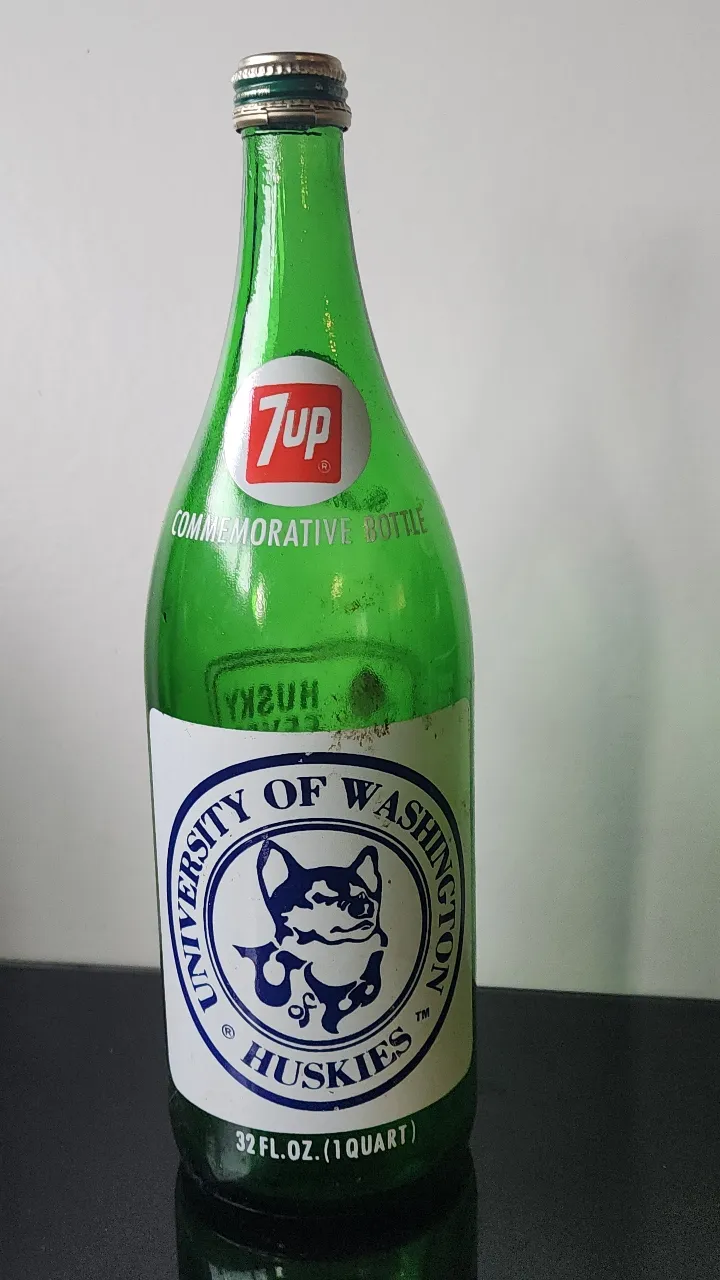 7up
®
COMMEMORATIVE BOTTLE
HUSKY
UNIVERSITY OF WASHINGTON
U of W
® HUSKIES ™
32 FL.OZ.(1 QUART)